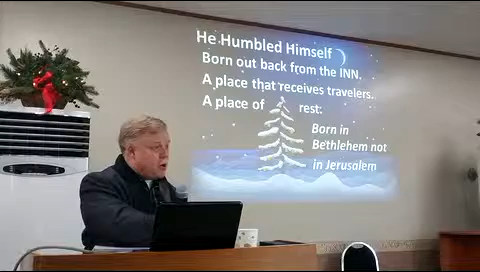 He Humbled Himself
Born out back from the INN.
A place that receives travelers.
A place of rest:
Born in
Bethlehem not
in Jerusalem